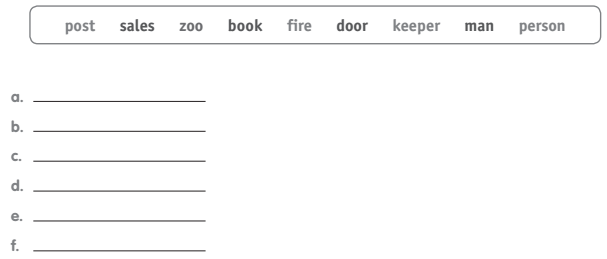 post sales zoo book fire door keeper man person
a.
b.
c.
d.
e.
f.